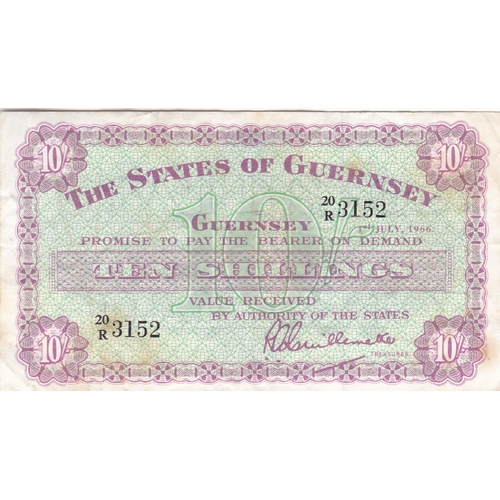 10/- 10/-
THE STATES OF GUERNSEY
20/R 3152
GUERNSEY 1st JULY, 1966.
PROMISE TO PAY THE BEARER ON DEMAND
10/-
TEN SHILLINGS
VALUE RECEIVED
BY AUTHORITY OF THE STATES
20/R 3152
TREASURER.
10/- 10/-